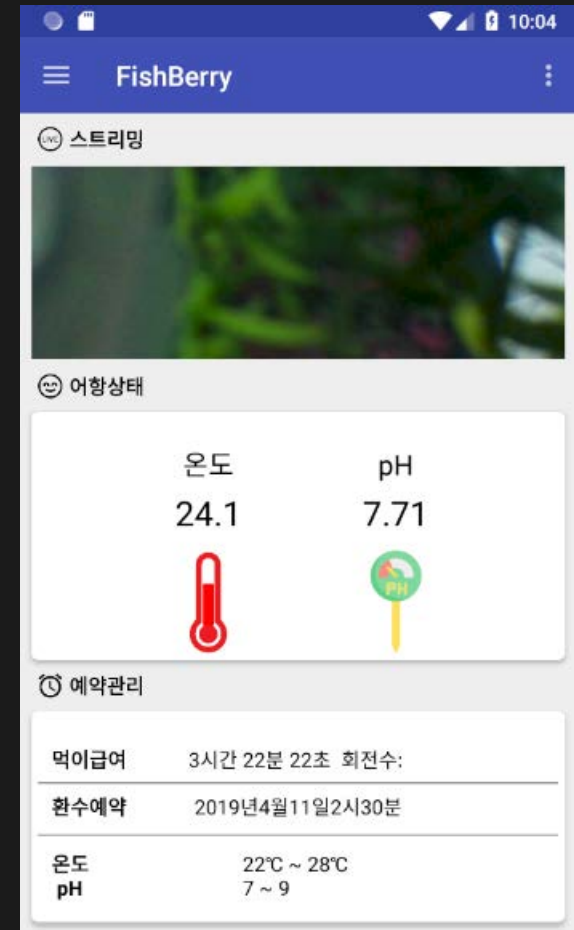 10:04
FishBerry
LIVE 스트리밍
어항상태
온도 pH
24.1 7.71
PH
예약관리
먹이급여 3시간 22분 22초 회전수:
환수예약 2019년4월11일2시30분
온도 22℃ ~ 28℃
pH 7 ~ 9